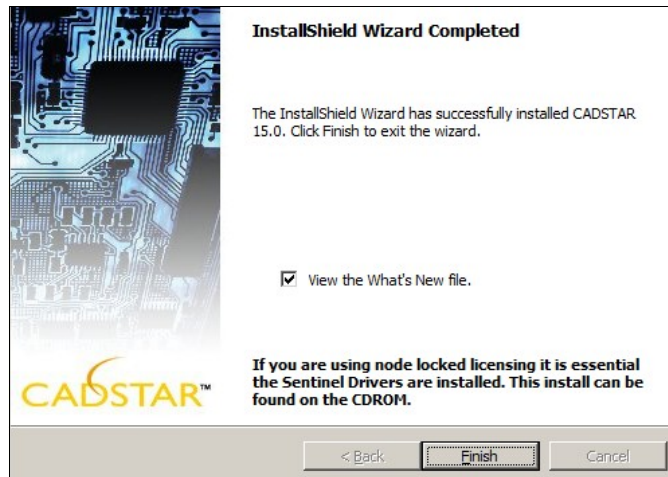 InstallShield Wizard Completed
The InstallShield Wizard has successfully installed CADSTAR
15.0. Click Finish to exit the wizard.
View the What's New file.
If you are using node locked licensing it is essential
the Sentinel Drivers are installed. This install can be
found on the CDROM.
CADSTAR™
< Back
Finish
Cancel